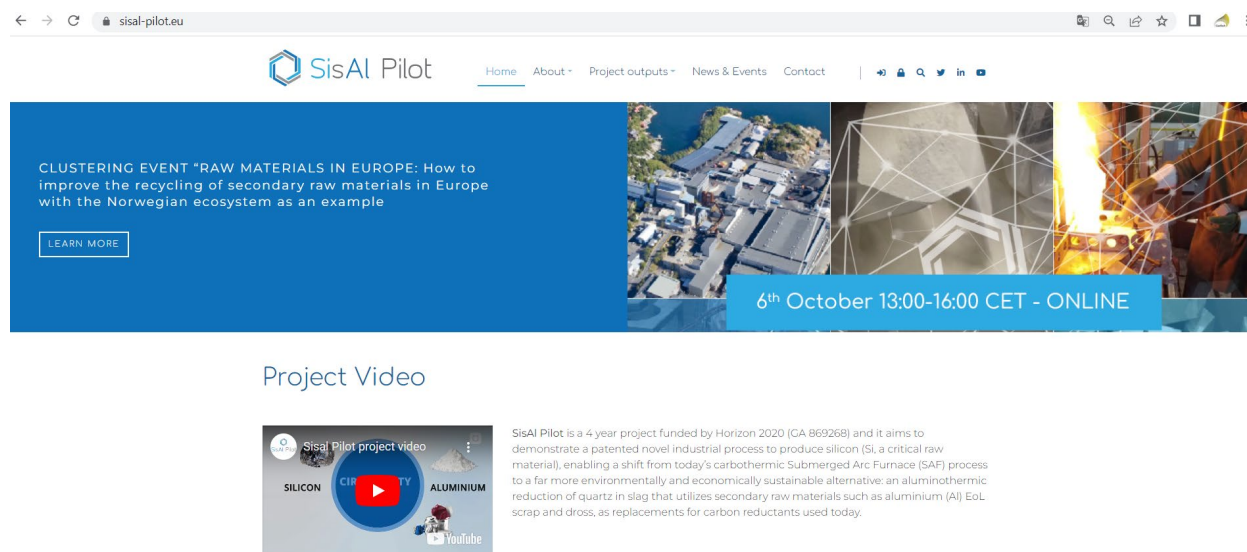 sisal-pilot.eu
SisAl Pilot
Home About Project outputs News & Events Contact
CLUSTERING EVENT “RAW MATERIALS IN EUROPE: How to
improve the recycling of secondary raw materials in Europe
with the Norwegian ecosystem as an example
LEARN MORE
6th October 13:00-16:00 CET - ONLINE
Project Video
Sisal Pilot project video
SILICON
ALUMINIUM
YouTube
SisAl Pilot is a 4 year project funded by Horizon 2020 (GA 869268) and it aims to
demonstrate a patented novel industrial process to produce silicon (Si, a critical raw
material), enabling a shift from today’s carbothermic Submerged Arc Furnace (SAF) process
to a far more environmentally and economically sustainable alternative: an aluminothermic
reduction of quartz in slag that utilizes secondary raw materials such as aluminium (Al) EoL
scrap and dross, as replacements for carbon reductants used today.